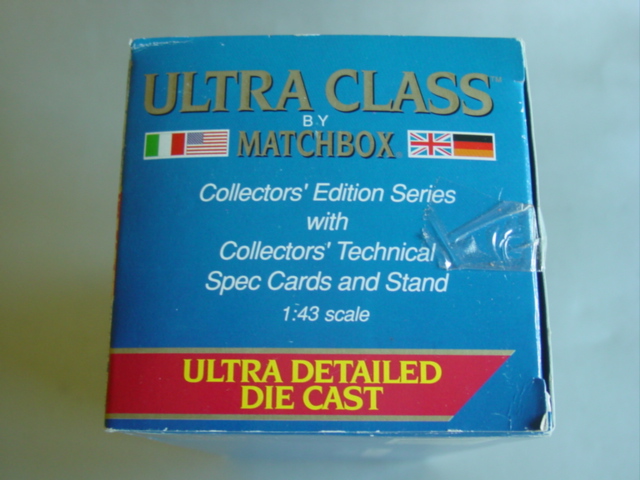 ULTRA CLASS™
BY
MATCHBOX®
Collectors' Edition Series
with
Collectors' Technical
Spec Cards and Stand
1:43 scale
ULTRA DETAILED
DIE CAST